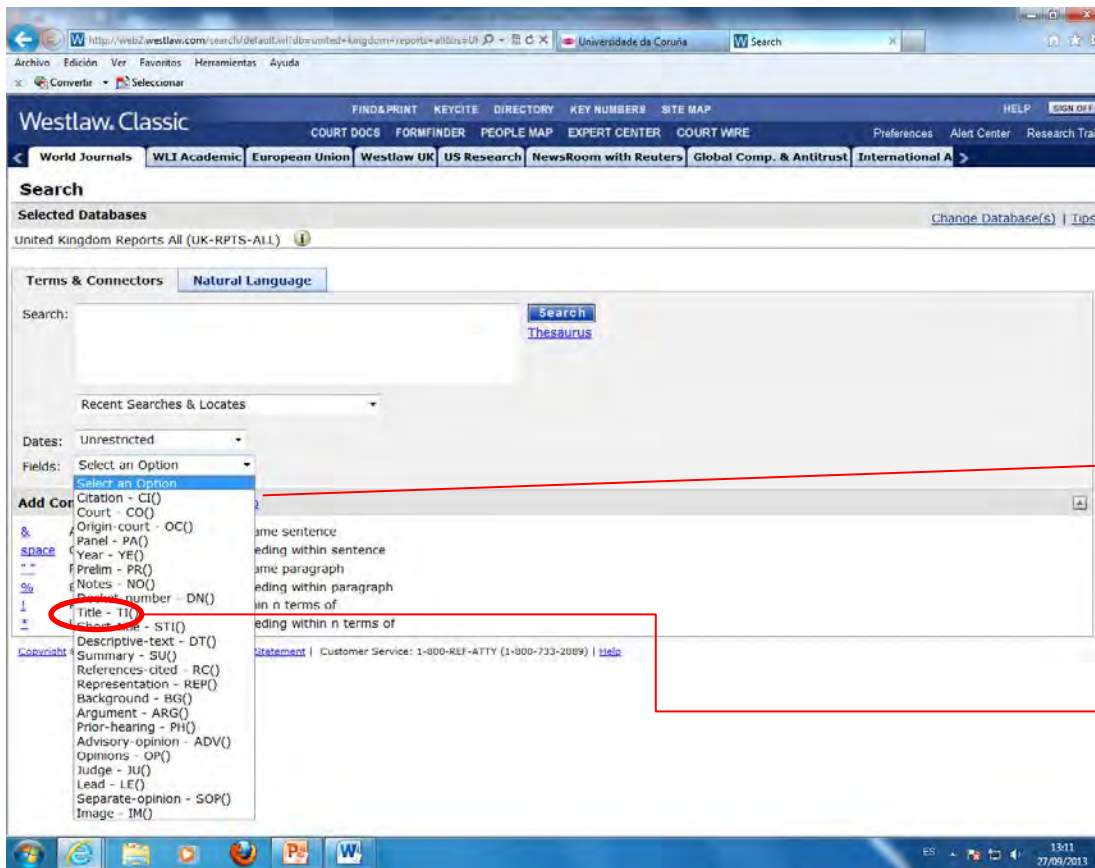 http://web2.westlaw.com/search/default.wl?db=united+kingdom+reports+all&rs=
Universidade da Coruña
Search
Archivo Edición Ver Favoritos Herramientas Ayuda
x Convertir Seleccionar
Westlaw. Classic
FIND&PRINT KEYCITE DIRECTORY KEY NUMBERS SITE MAP
HELP SIGN OFF
COURT DOCS FORMFINDER PEOPLE MAP EXPERT CENTER COURT WIRE
Preferences Alert Center Research Trai
World Journals WLI Academic European Union Westlaw UK US Research NewsRoom with Reuters Global Comp. & Antitrust International A
Search
Selected Databases
Change Database(s) | Tips
United Kingdom Reports All (UK-RPTS-ALL)
Terms & Connectors Natural Language
Search:
Search
Thesaurus
Recent Searches & Locates
Dates: Unrestricted
Fields: Select an Option
Select an Option
Citation - CI()
Add Con
Court - CO()
Origin-court - OC()
& ame sentence
Panel - PA()
space eding within sentence
Year - YE()
" " ame paragraph
Prelim - PR()
% eding within paragraph
Notes - NO()
Docket-number - DN()
! in n terms of
Title - TI()
* eding within n terms of
Short-title - STI()
Descriptive-text - DT()
Copyright Statement | Customer Service: 1-800-REF-ATTY (1-800-733-2889) | Help
Summary - SU()
References-cited - RC()
Representation - REP()
Background - BG()
Argument - ARG()
Prior-hearing - PH()
Advisory-opinion - ADV()
Opinions - OP()
Judge - JU()
Lead - LE()
Separate-opinion - SOP()
Image - IM()
ES
13:11
27/09/2013